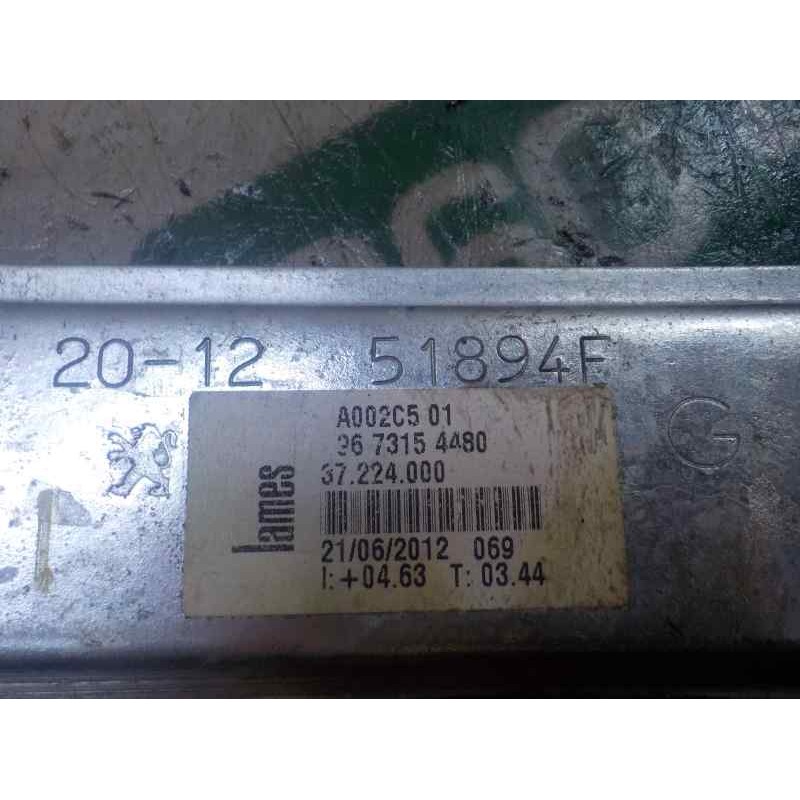 20-12 51894F
G
A002C5 01
96 7315 4480
37.224.000
lames
21/06/2012 069
I: +04.63 T: 03.44